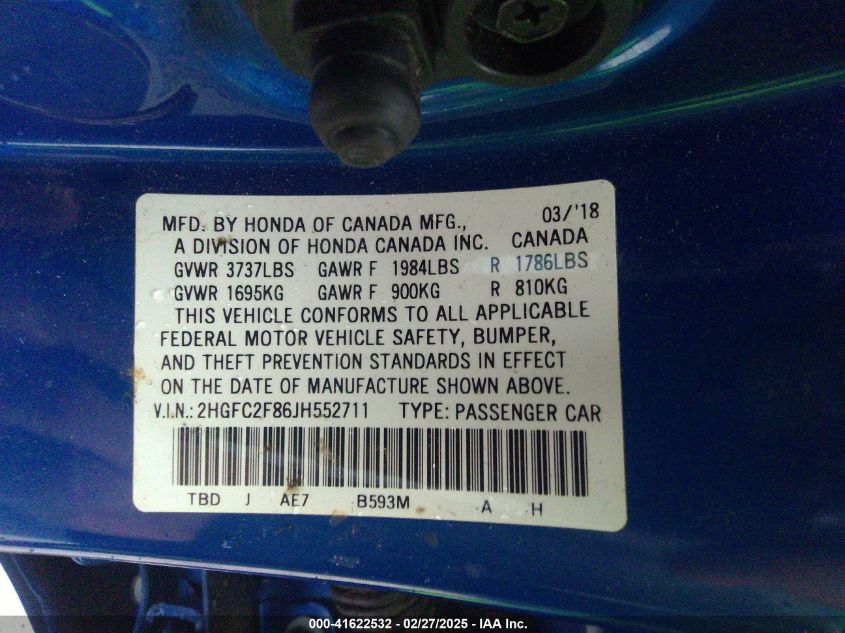 MFD. BY HONDA OF CANADA MFG., 03/'18
A DIVISION OF HONDA CANADA INC. CANADA
GVWR 3737LBS GAWR F 1984LBS R 1786LBS
GVWR 1695KG GAWR F 900KG R 810KG
THIS VEHICLE CONFORMS TO ALL APPLICABLE
FEDERAL MOTOR VEHICLE SAFETY, BUMPER,
AND THEFT PREVENTION STANDARDS IN EFFECT
ON THE DATE OF MANUFACTURE SHOWN ABOVE.
V.I.N.: 2HGFC2F86JH552711 TYPE: PASSENGER CAR
TBD J AE7 B593M A H
000-41622532 - 02/27/2025 - IAA Inc.